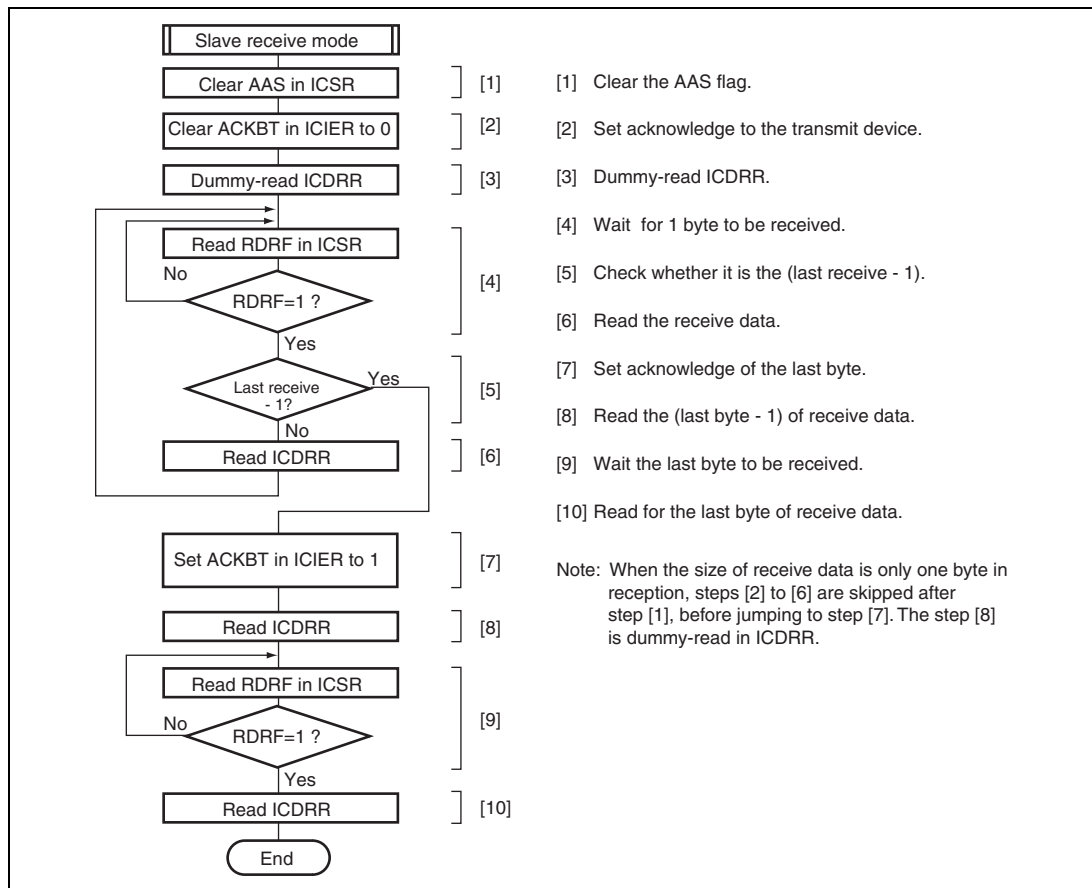 Slave receive mode
Clear AAS in ICSR
[1]
[1] Clear the AAS flag.
Clear ACKBT in ICIER to 0
[2]
[2] Set acknowledge to the transmit device.
Dummy-read ICDRR
[3]
[3] Dummy-read ICDRR.
[4] Wait for 1 byte to be received.
Read RDRF in ICSR
No
[4]
RDRF=1 ?
Yes
[5] Check whether it is the (last receive - 1).
[6] Read the receive data.
Last receive
- 1?
Yes
[5]
No
[7] Set acknowledge of the last byte.
[8] Read the (last byte - 1) of receive data.
Read ICDRR
[6]
[9] Wait the last byte to be received.
[10] Read for the last byte of receive data.
Set ACKBT in ICIER to 1
[7]
Note: When the size of receive data is only one byte in
reception, steps [2] to [6] are skipped after
step [1], before jumping to step [7]. The step [8]
is dummy-read in ICDRR.
Read ICDRR
[8]
Read RDRF in ICSR
No
[9]
RDRF=1 ?
Yes
Read ICDRR
[10]
End